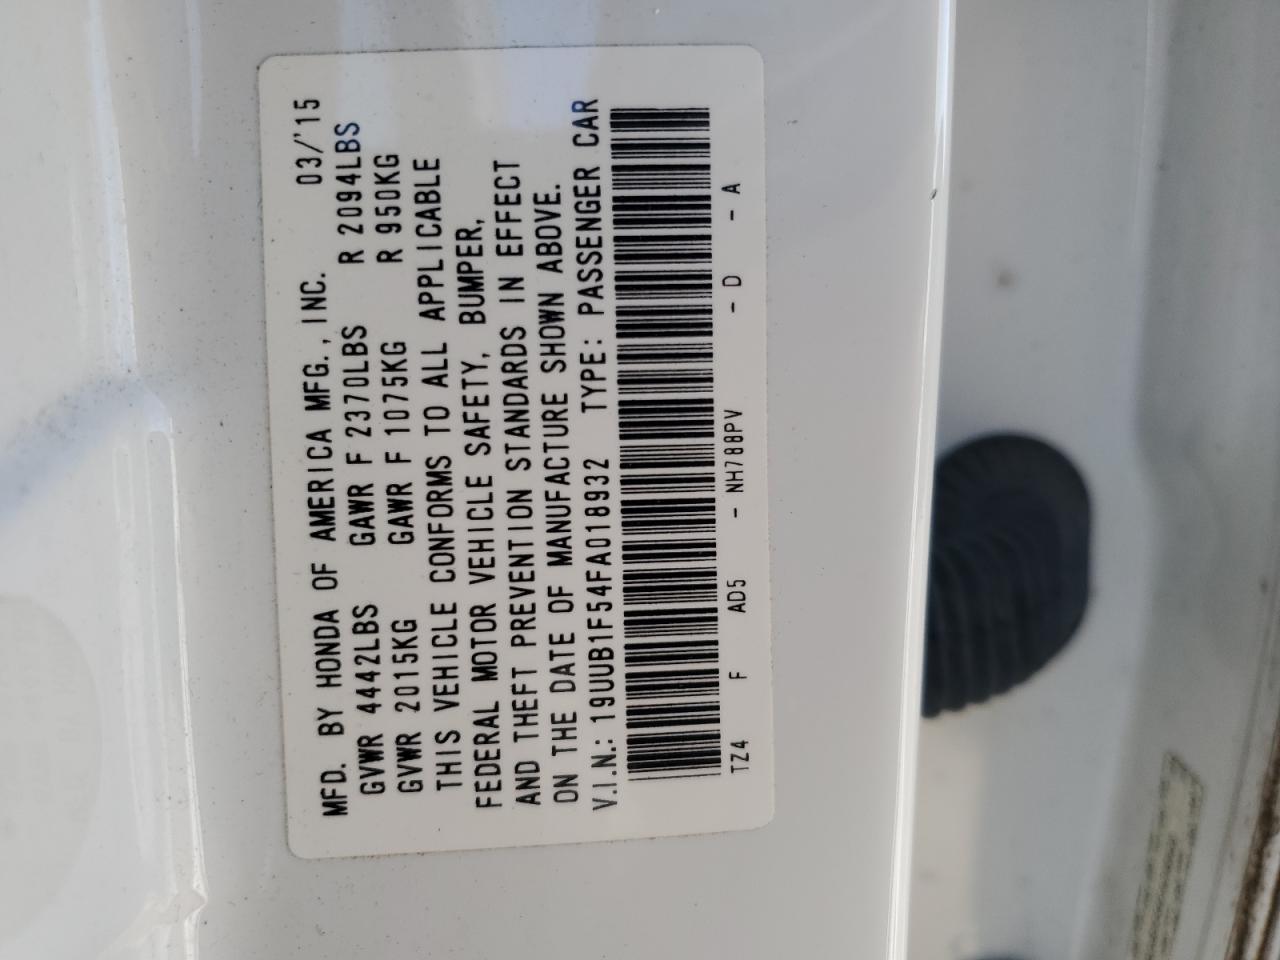 MFD. BY HONDA OF AMERICA MFG., INC. 03/'15
GVWR 4442LBS GAWR F 2370LBS R 2094LBS
GVWR 2015KG GAWR F 1075KG R 950KG
THIS VEHICLE CONFORMS TO ALL APPLICABLE
FEDERAL MOTOR VEHICLE SAFETY, BUMPER,
AND THEFT PREVENTION STANDARDS IN EFFECT
ON THE DATE OF MANUFACTURE SHOWN ABOVE.
V.I.N.: 19UUB1F54FA018932 TYPE: PASSENGER CAR
TZ4 F AD5 - NH788PV - D - A